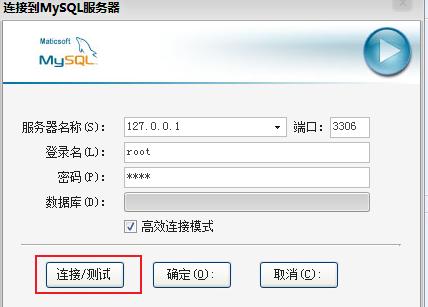 连接到MySQL服务器
Maticsoft
MySQL
服务器名称(S): 127.0.0.1 端口: 3306
登录名(L): root
密码(P): ****
数据库(D):
高效连接模式
连接/测试 确定(O): 取消(C):